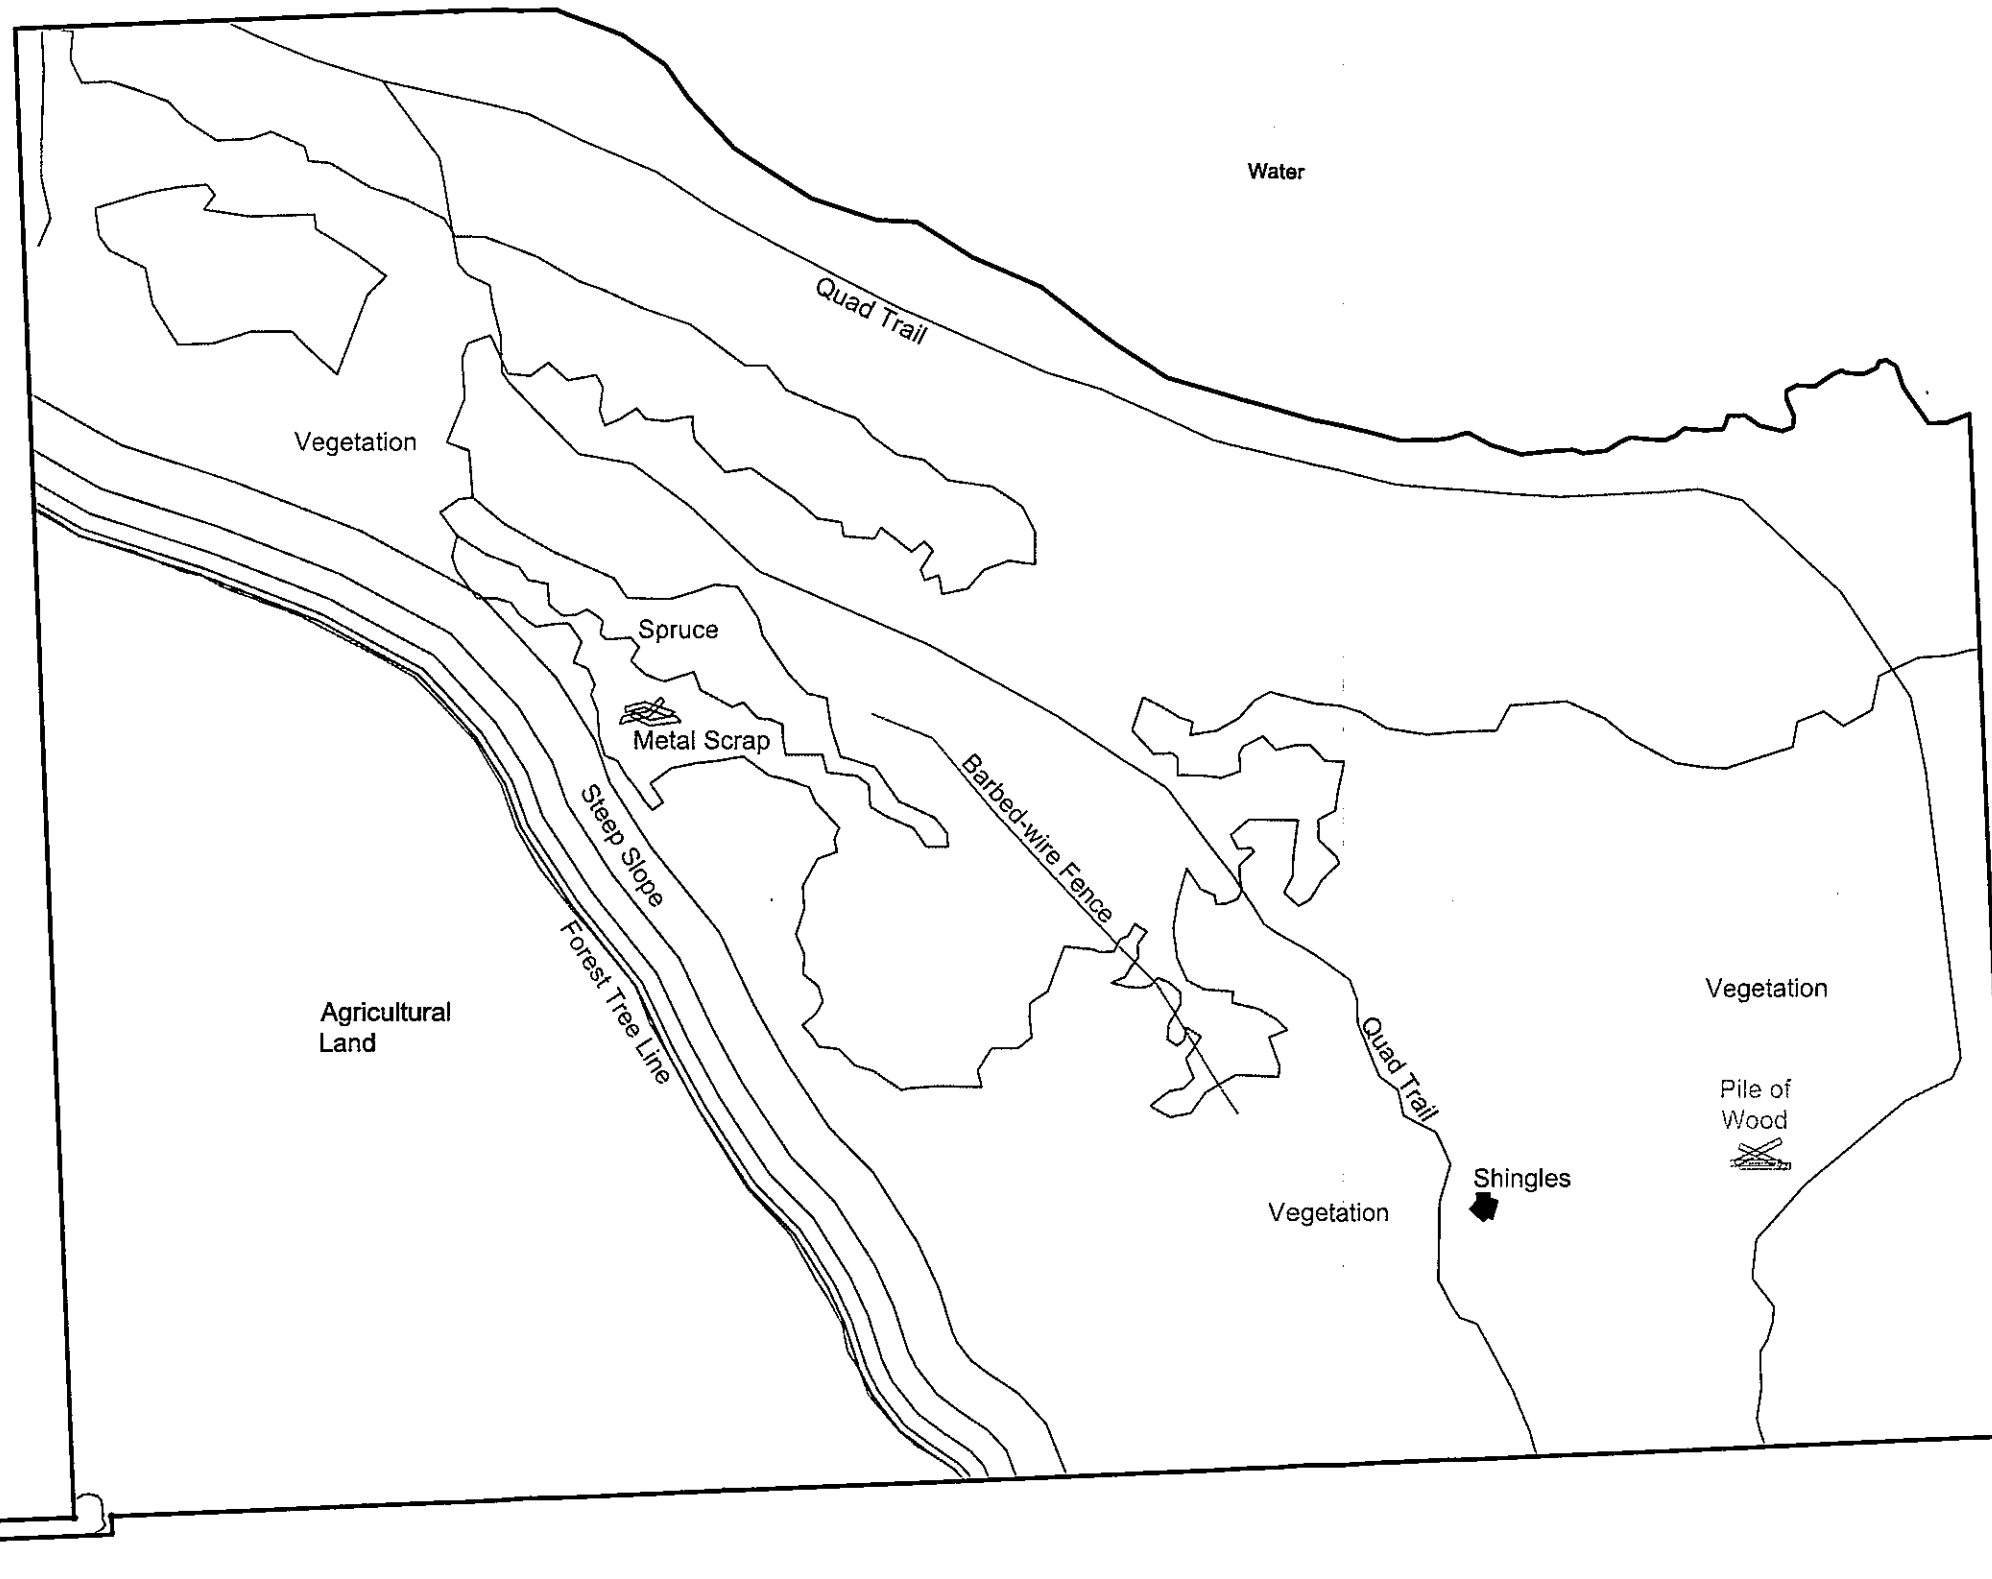 Water
Quad Trail
Vegetation
Spruce
Metal Scrap
Barbed-wire Fence
Steep Slope
Forest Tree Line
Agricultural
Land
Vegetation
Quad Trail
Pile of
Wood
Shingles
Vegetation